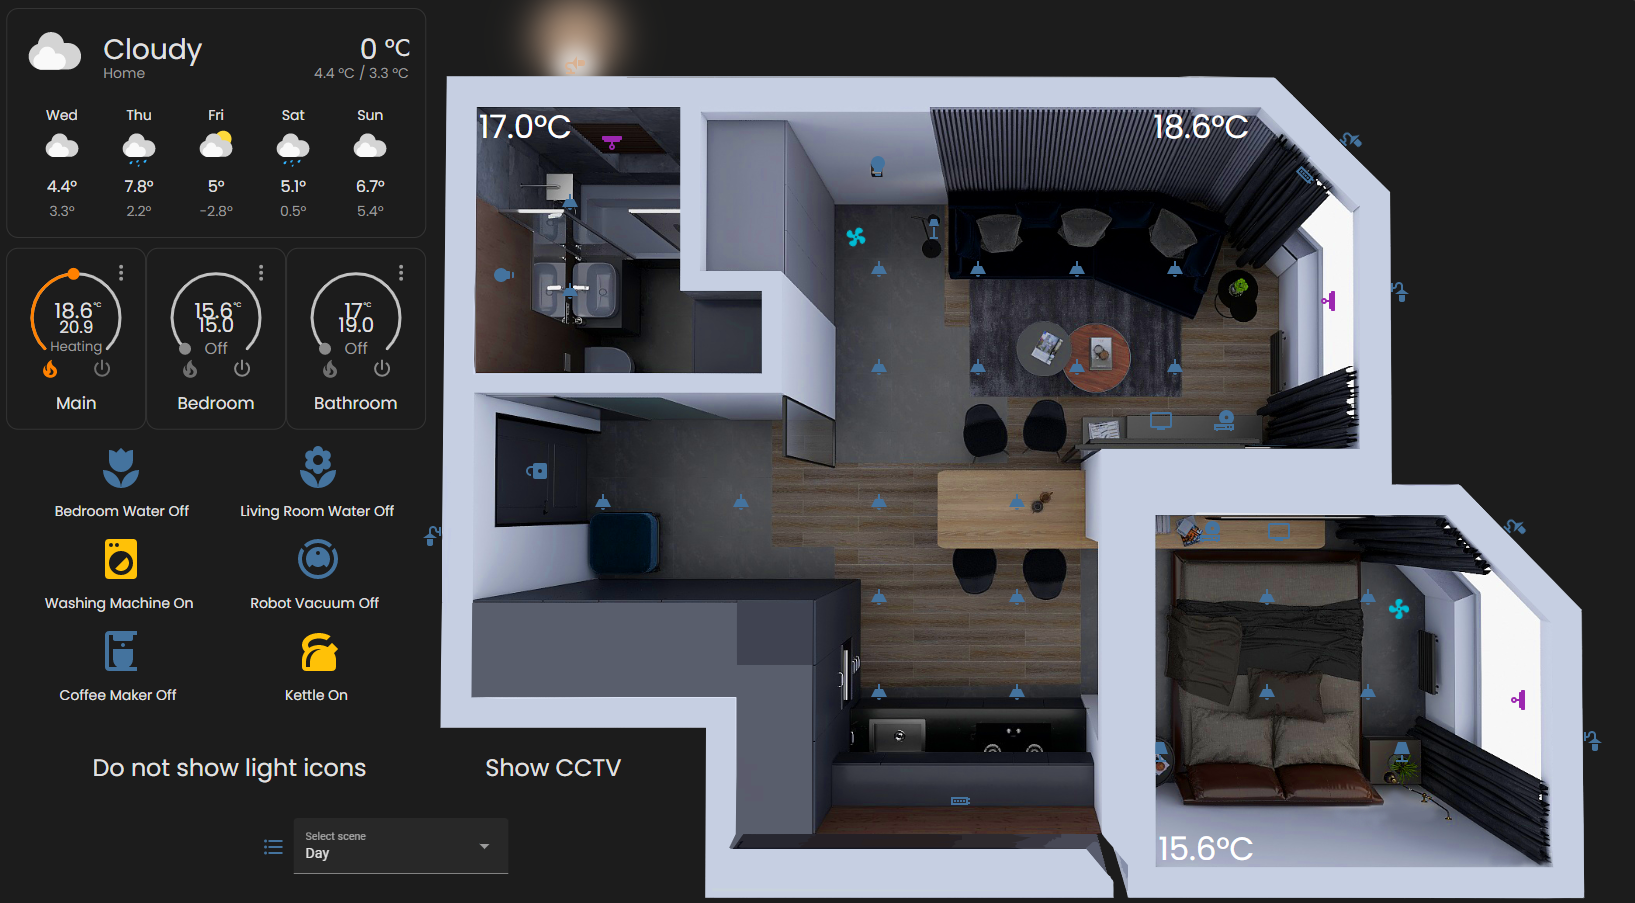 Cloudy
0 °C
Home
4.4 °C / 3.3 °C
Wed Thu Fri Sat Sun
4.4° 7.8° 5° 5.1° 6.7°
3.3° 2.2° -2.8° 0.5° 5.4°
18.6 °C
20.9
Heating
Main
15.6 °C
15.0
Off
Bedroom
17 °C
19.0
Off
Bathroom
Bedroom Water Off
Living Room Water Off
Washing Machine On
Robot Vacuum Off
Coffee Maker Off
Kettle On
Do not show light icons
Show CCTV
Select scene
Day
17.0°C
18.6°C
15.6°C